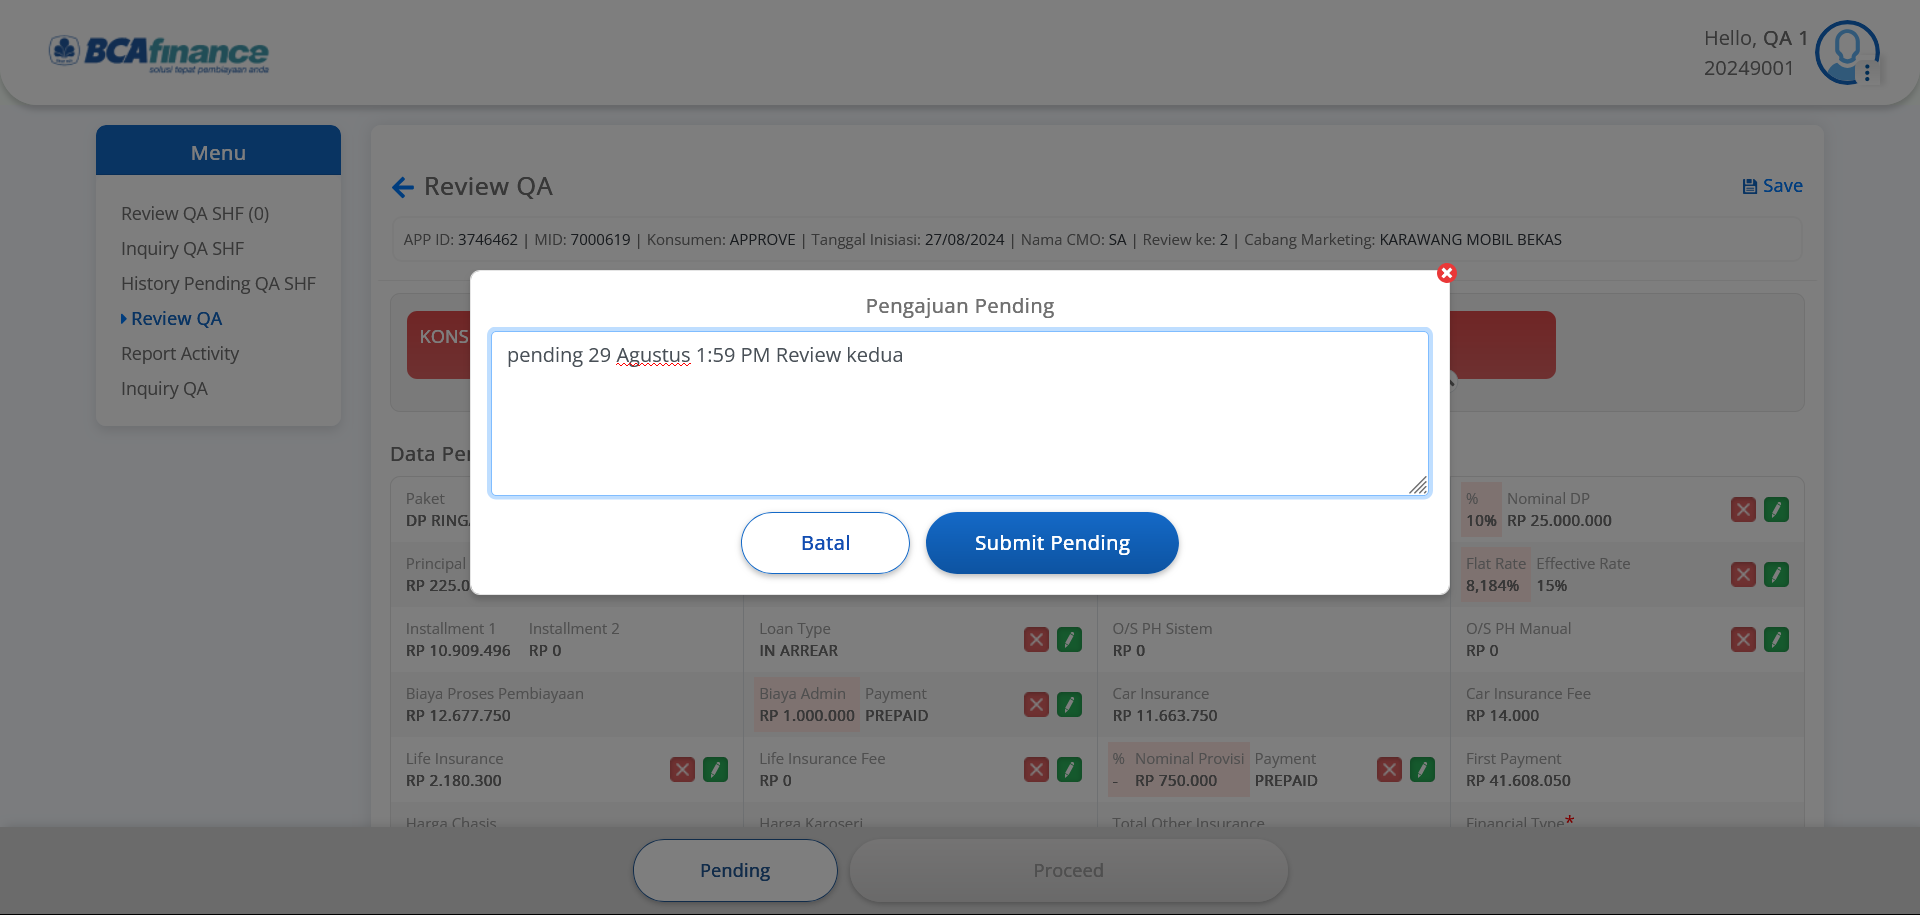 BCAfinance
solusi tepat pembiayaan anda
Hello, QA 1
20249001
Menu
Review QA SHF (0)
Inquiry QA SHF
History Pending QA SHF
Review QA
Report Activity
Inquiry QA
Review QA
Save
APP ID: 3746462 | MID: 7000619 | Konsumen: APPROVE | Tanggal Inisiasi: 27/08/2024 | Nama CMO: SA | Review ke: 2 | Cabang Marketing: KARAWANG MOBIL BEKAS
KONS
Pengajuan Pending
pending 29 Agustus 1:59 PM Review kedua
Batal
Submit Pending
Data Per
Paket
DP RINGA
% Nominal DP
10% RP 25.000.000
Principal
RP 225.0
Flat Rate Effective Rate
8,184% 15%
Installment 1 Installment 2 Loan Type O/S PH Sistem O/S PH Manual
RP 10.909.496 RP 0 IN ARREAR RP 0 RP 0
Biaya Proses Pembiayaan Biaya Admin Payment Car Insurance Car Insurance Fee
RP 12.677.750 RP 1.000.000 PREPAID RP 11.663.750 RP 14.000
Life Insurance Life Insurance Fee % Nominal Provisi Payment First Payment
RP 2.180.300 RP 0 - RP 750.000 PREPAID RP 41.608.050
Harga Chasis Harga Karoseri Total Other Insurance Financial Type*
Pending
Proceed